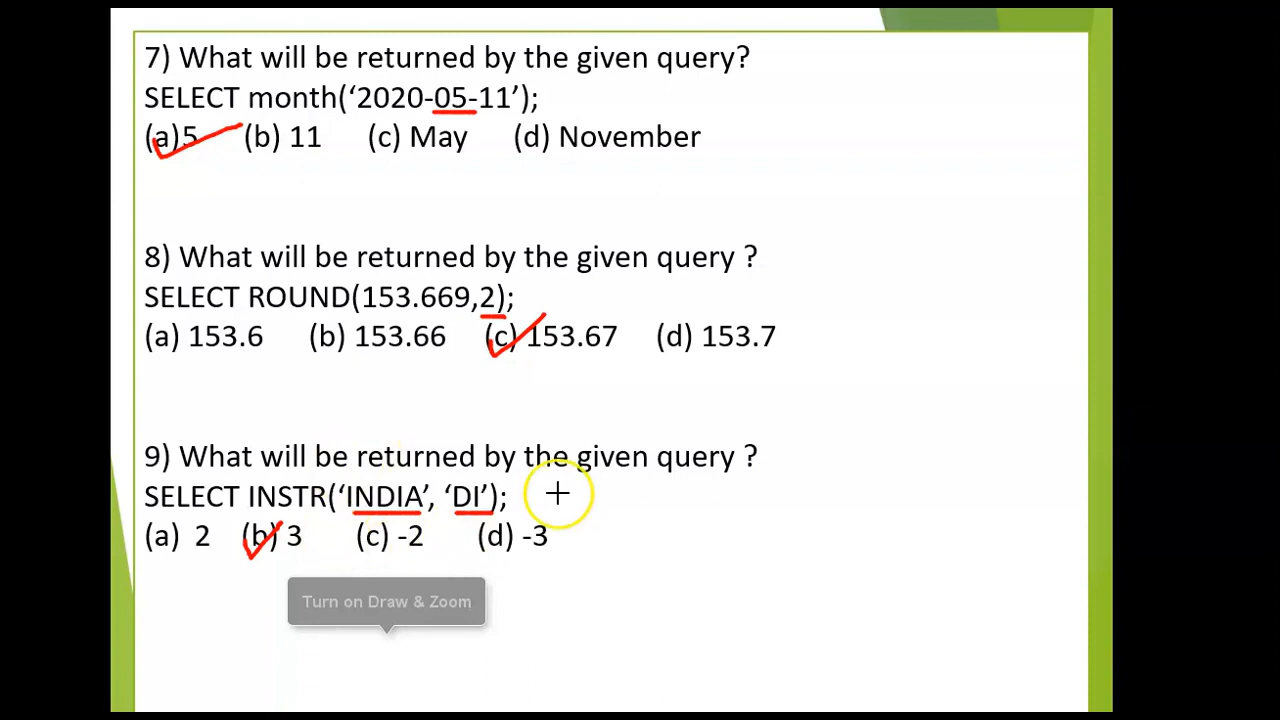 7) What will be returned by the given query?
SELECT month(‘2020-05-11’);
(a)5 (b) 11 (c) May (d) November
8) What will be returned by the given query ?
SELECT ROUND(153.669,2);
(a) 153.6 (b) 153.66 (c) 153.67 (d) 153.7
9) What will be returned by the given query ?
SELECT INSTR(‘INDIA’, ‘DI’);
(a) 2 (b) 3 (c) -2 (d) -3
Turn on Draw & Zoom